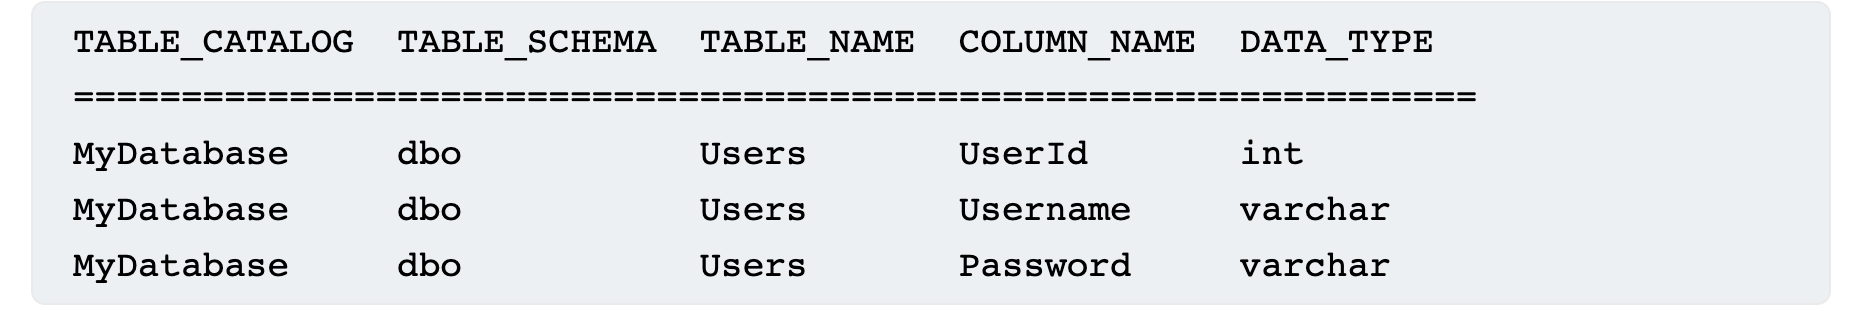 TABLE_CATALOG  TABLE_SCHEMA  TABLE_NAME  COLUMN_NAME  DATA_TYPE
=================================================================
MyDatabase     dbo           Users       UserId       int
MyDatabase     dbo           Users       Username     varchar
MyDatabase     dbo           Users       Password     varchar